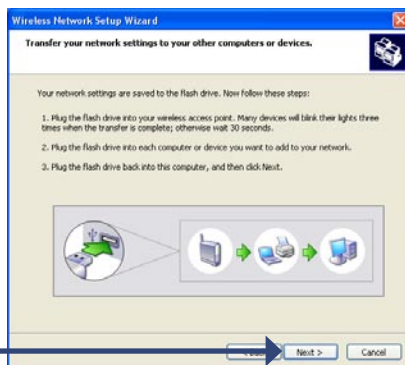 Wireless Network Setup Wizard
Transfer your network settings to your other computers or devices.
Your network settings are saved to the flash drive. Now follow these steps:
1. Plug the flash drive into your wireless access point. Many devices will blink their lights three
times when the transfer is complete; otherwise wait 30 seconds.
2. Plug the flash drive into each computer or device you want to add to your network.
3. Plug the flash drive back into this computer, and then click Next.
Next > Cancel